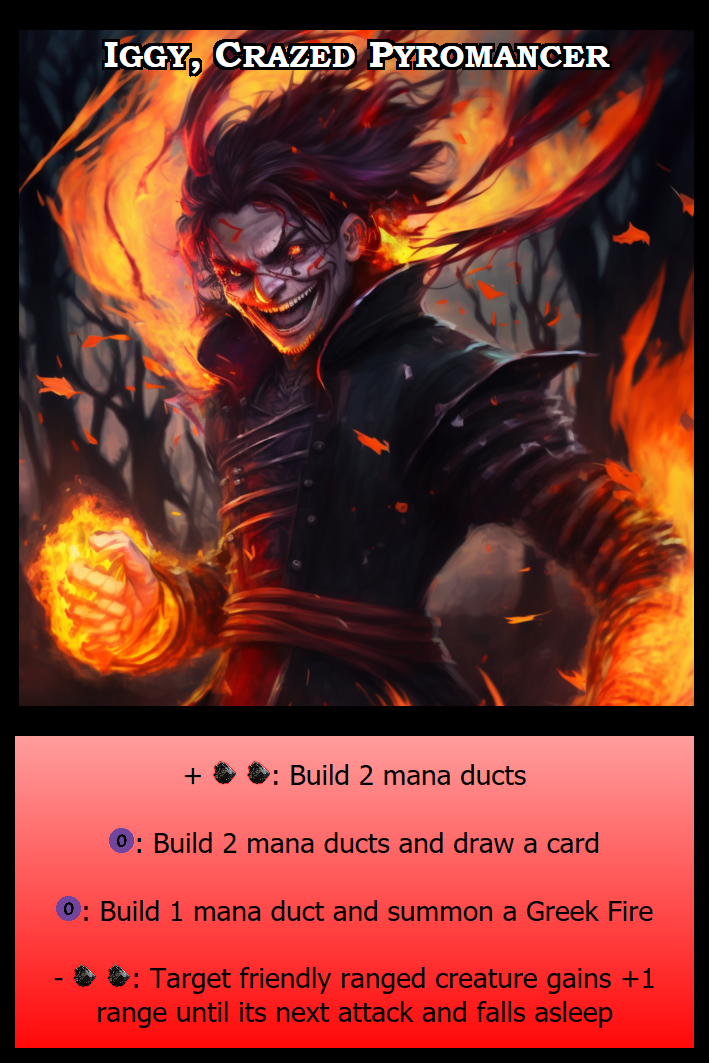 Iggy, Crazed Pyromancer
+ : Build 2 mana ducts
0: Build 2 mana ducts and draw a card
0: Build 1 mana duct and summon a Greek Fire
- : Target friendly ranged creature gains +1
range until its next attack and falls asleep